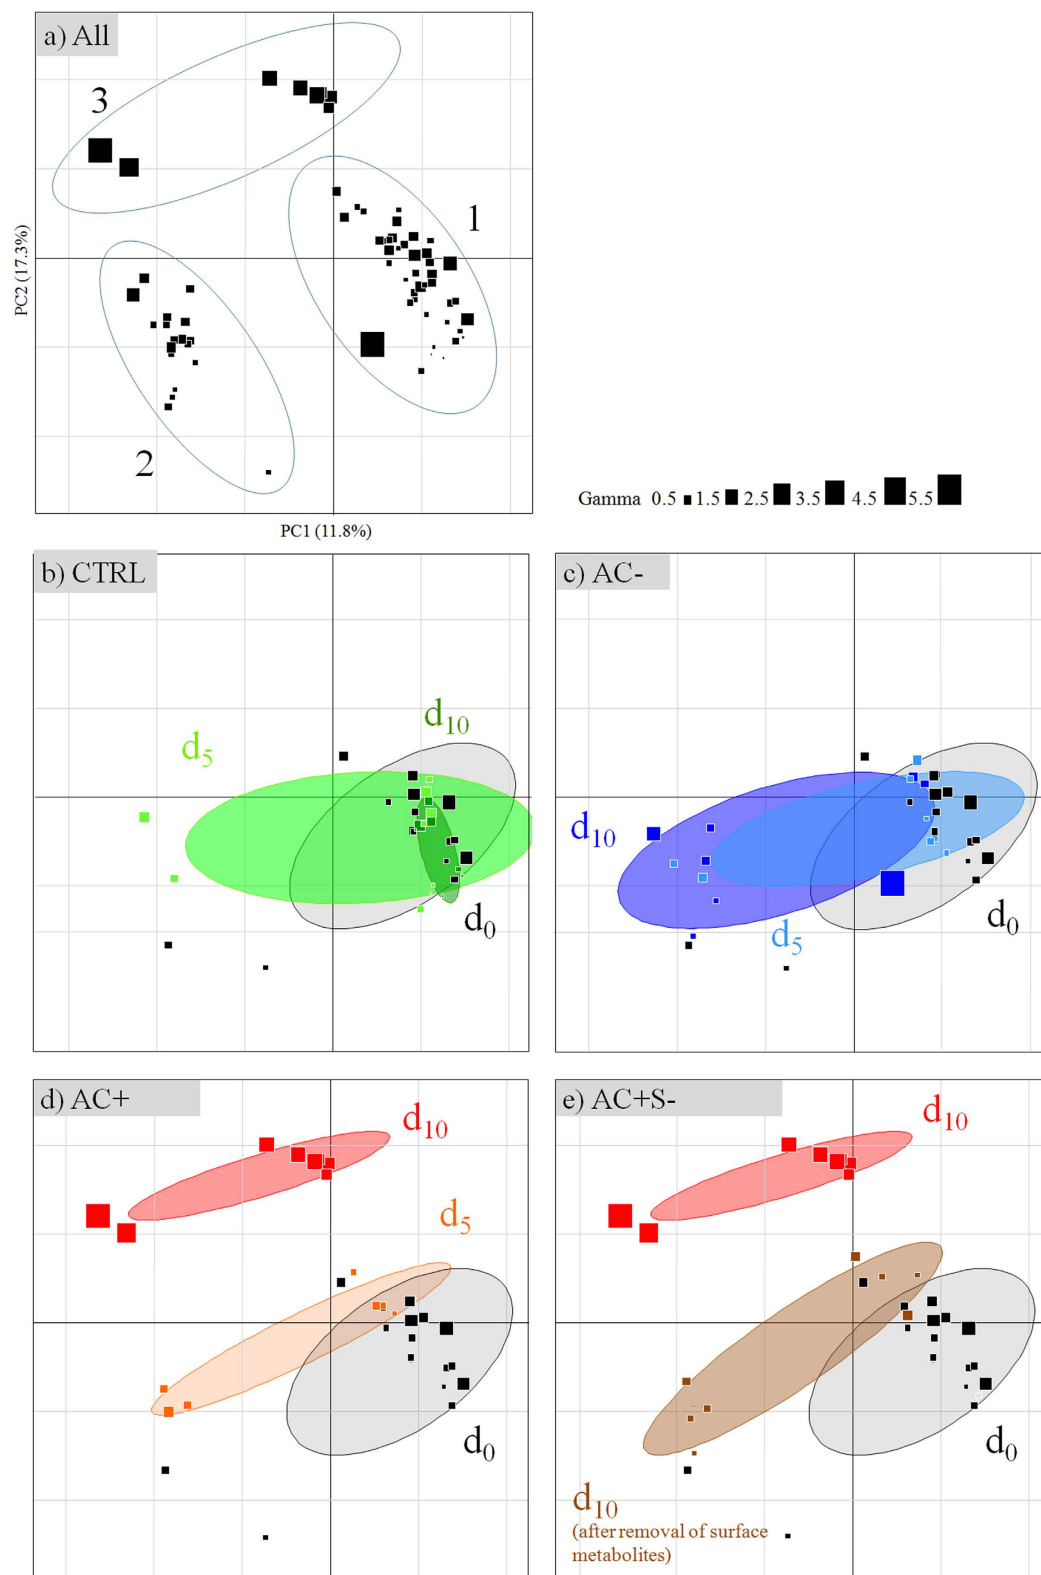 a) All
3
1
2
PC2 (17.3%)
PC1 (11.8%)
Gamma 0.5 1.5 2.5 3.5 4.5 5.5
b) CTRL
d10
d5
d0
c) AC-
d10
d5
d0
d) AC+
d10
d5
d0
e) AC+S-
d10
d0
d10
(after removal of surface
metabolites)